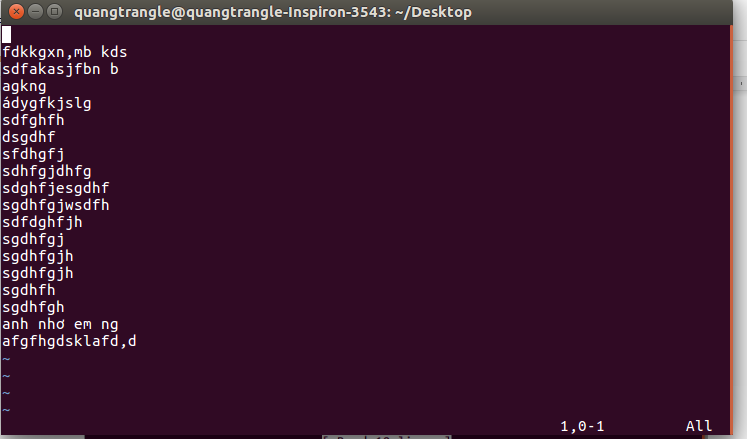 quangtrangle@quangtrangle-Inspiron-3543: ~/Desktop
fdkkgxn,mb kds
sdfakasjfbn b
agkng
ádygfkjslg
sdfghfh
dsgdhf
sfdhgfj
sdhfgjdhfg
sdghfjesgdhf
sgdhfgjwsdfh
sdfdghfjh
sgdhfgj
sgdhfgjh
sgdhfgjh
sgdhfh
sgdhfgh
anh nhơ em ng
afgfhgdsklafd,d
~
~
~
~
1,0-1 All